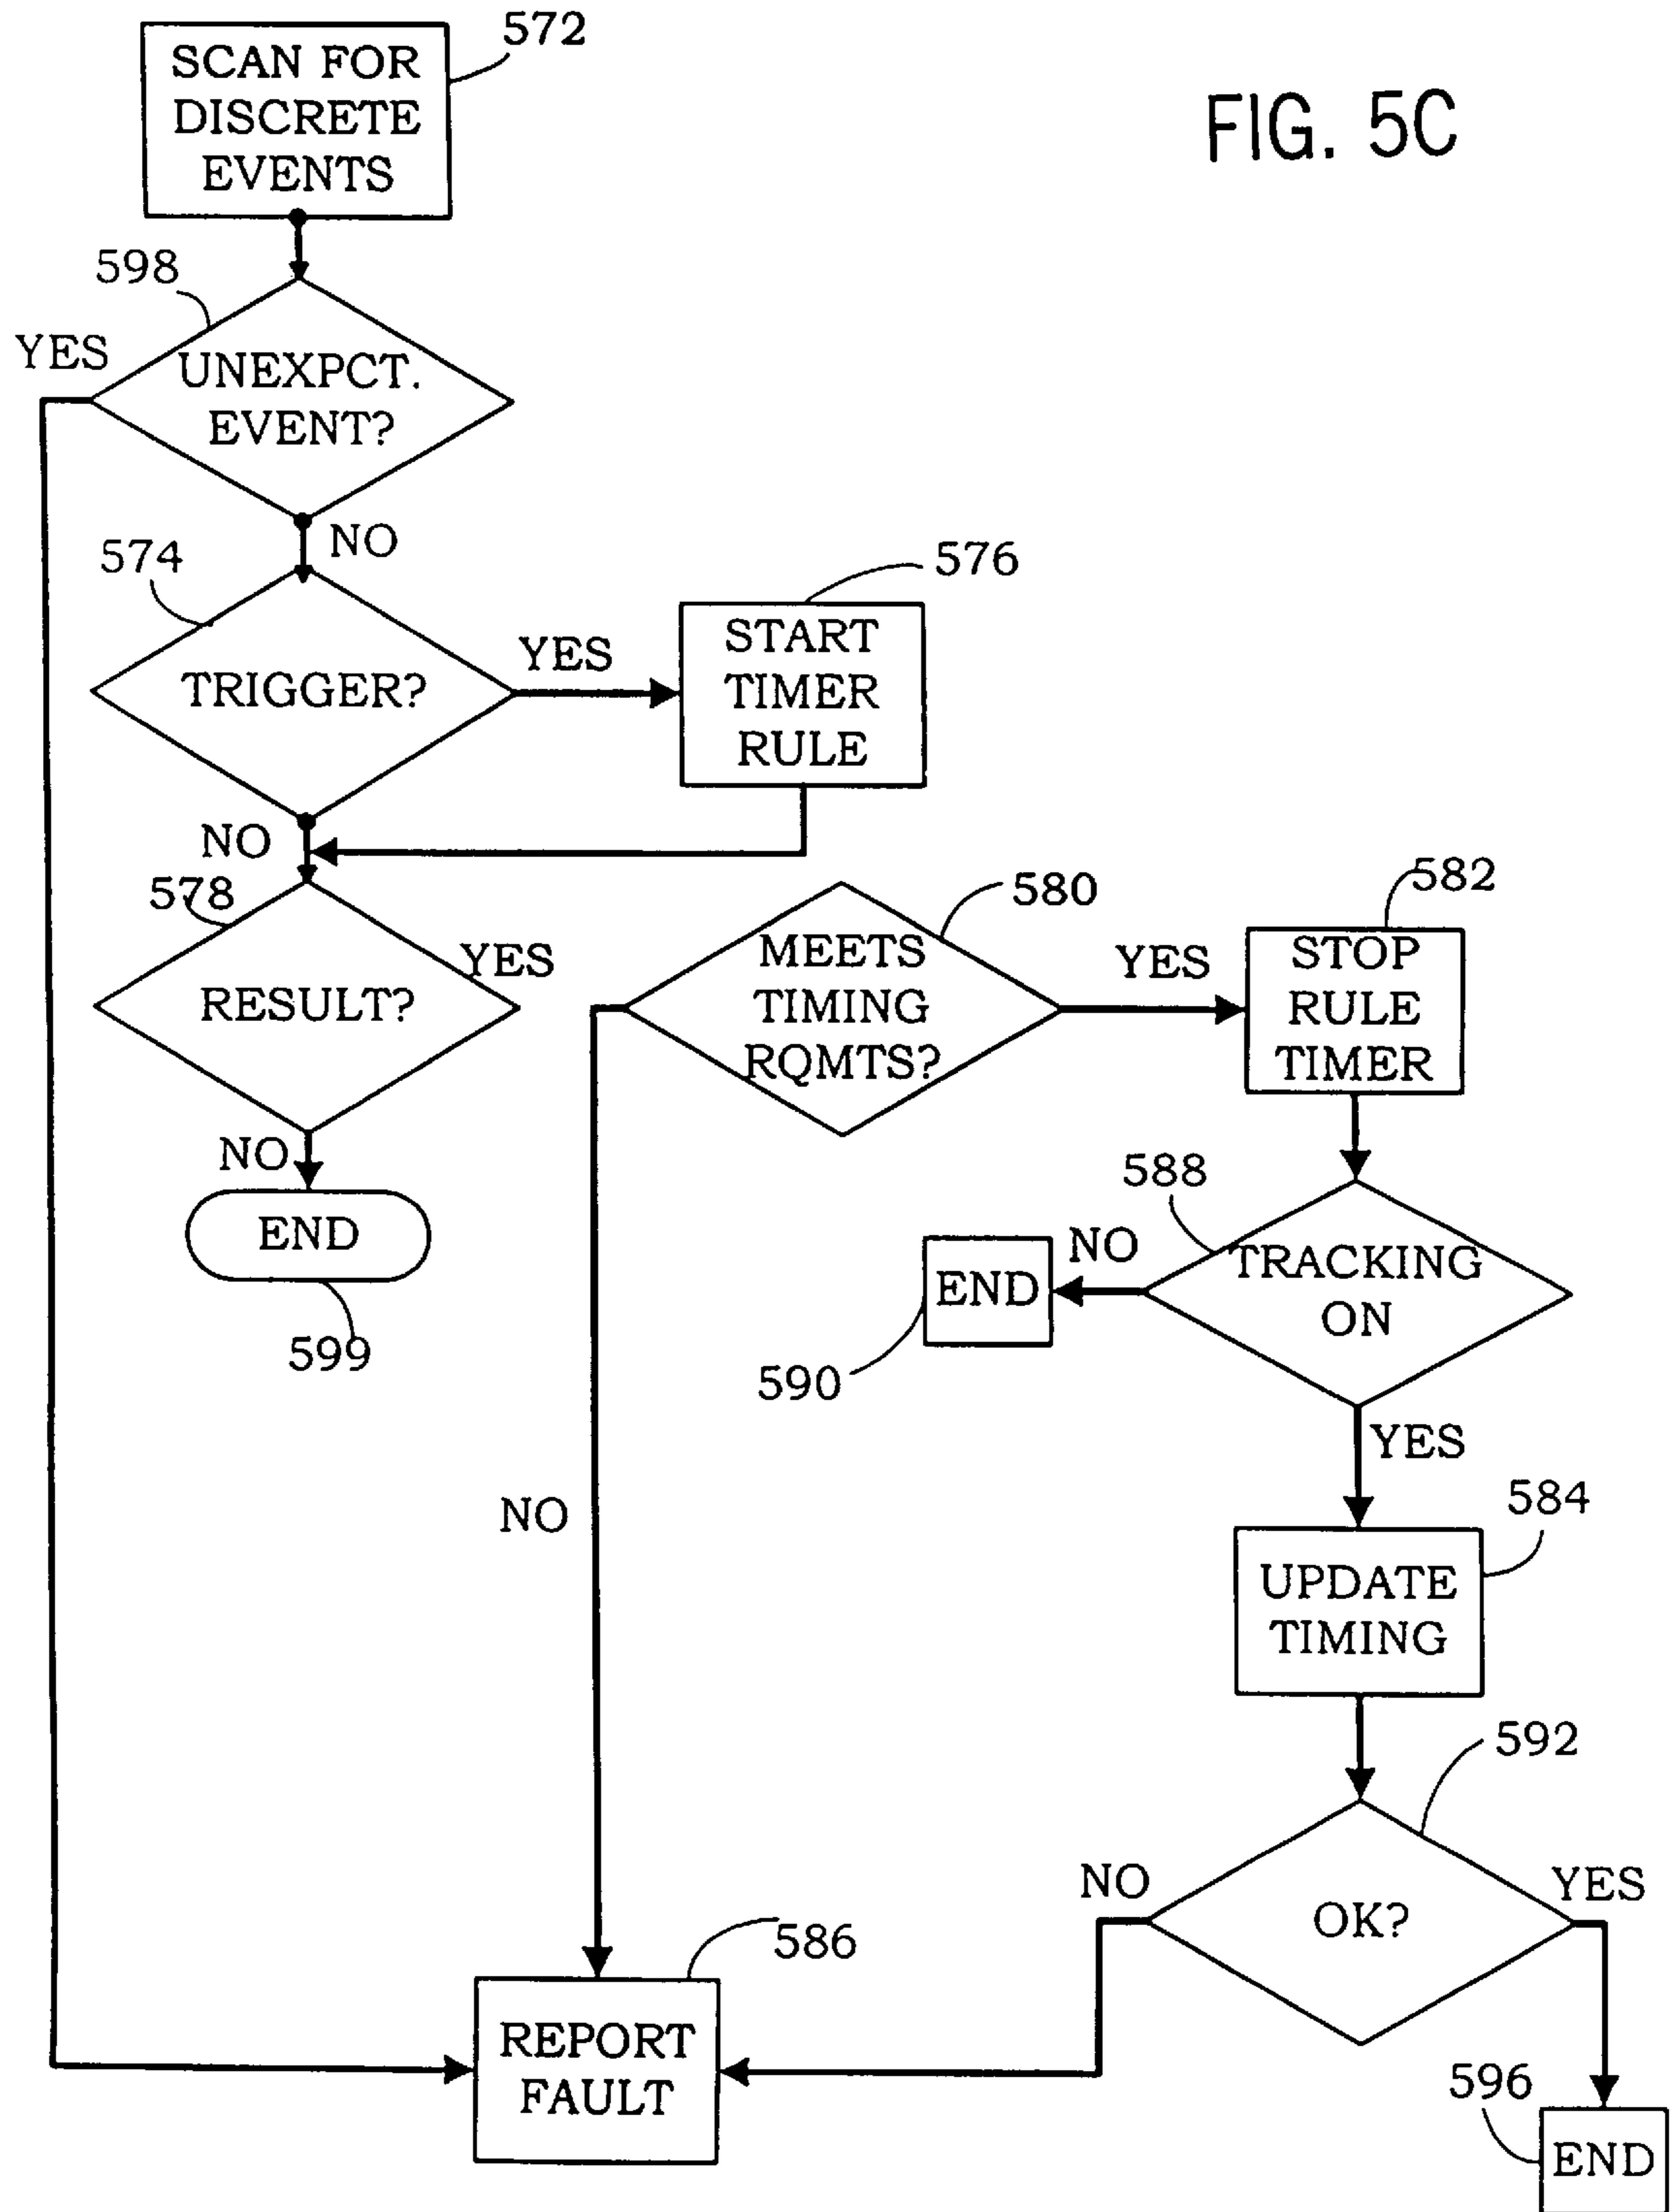 572
SCAN FOR
DISCRETE
EVENTS
FIG. 5C
598
YES
UNEXPCT.
EVENT?
NO
574
576
TRIGGER?
YES
START
TIMER
RULE
NO
578
RESULT?
YES
580
MEETS
TIMING
RQMTS?
YES
582
STOP
RULE
TIMER
NO
END
599
588
TRACKING
ON
NO
END
590
YES
NO
584
UPDATE
TIMING
592
NO
OK?
YES
586
REPORT
FAULT
596
END